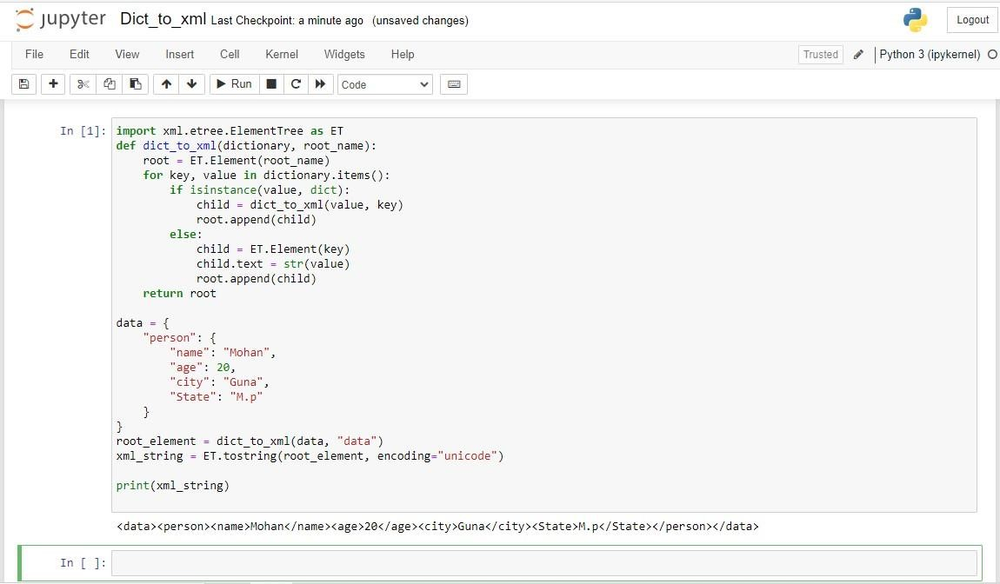 jupyter Dict_to_xml Last Checkpoint: a minute ago (unsaved changes) Logout
File Edit View Insert Cell Kernel Widgets Help Trusted Python 3 (ipykernel)
Run Code
In [1]: import xml.etree.ElementTree as ET
def dict_to_xml(dictionary, root_name):
    root = ET.Element(root_name)
    for key, value in dictionary.items():
        if isinstance(value, dict):
            child = dict_to_xml(value, key)
            root.append(child)
        else:
            child = ET.Element(key)
            child.text = str(value)
            root.append(child)
    return root
data = {
    "person": {
        "name": "Mohan",
        "age": 20,
        "city": "Guna",
        "State": "M.p"
    }
}
root_element = dict_to_xml(data, "data")
xml_string = ET.tostring(root_element, encoding="unicode")
print(xml_string)
<data><person><name>Mohan</name><age>20</age><city>Guna</city><State>M.p</State></person></data>
In [ ]: